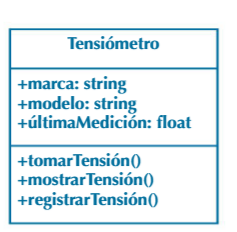 Tensiómetro
+marca: string
+modelo: string
+últimaMedición: float
+tomarTensión()
+mostrarTensión()
+registrarTensión()